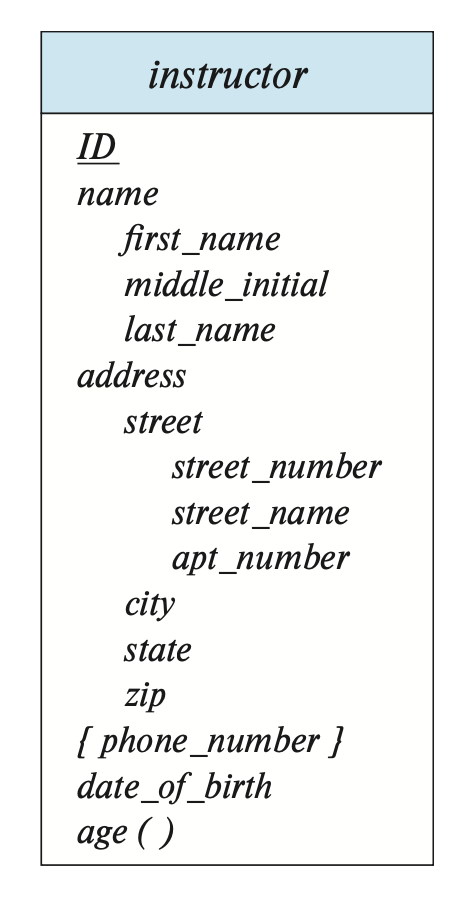 instructor
ID
name
first_name
middle_initial
last_name
address
street
street_number
street_name
apt_number
city
state
zip
{ phone_number }
date_of_birth
age ( )